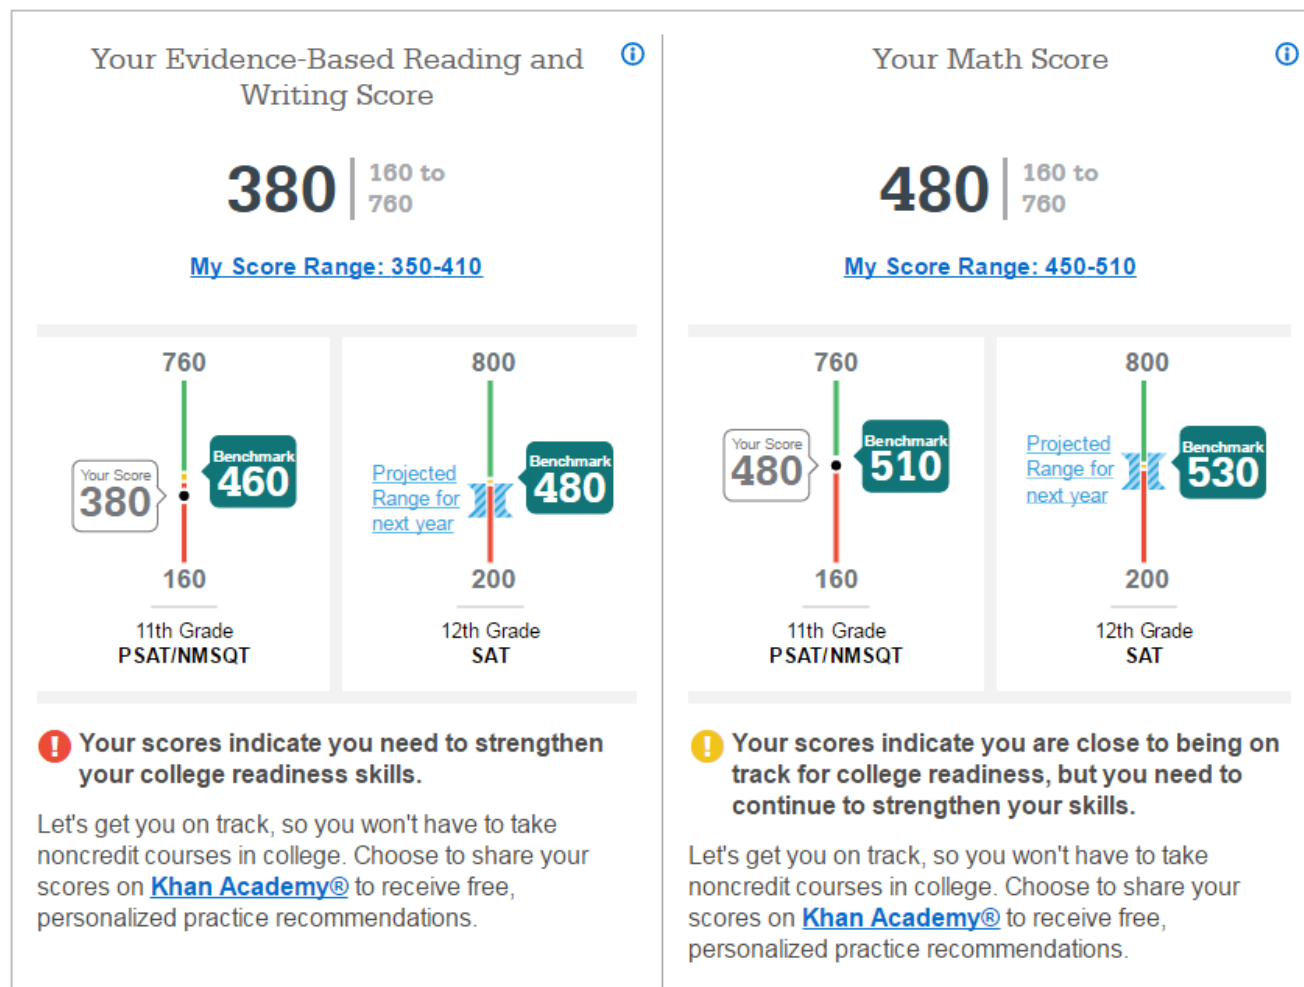 Your Evidence-Based Reading and
Writing Score
380
160 to
760
My Score Range: 350-410
760
Your Score
380
Benchmark
460
160
11th Grade
PSAT/NMSQT
800
Projected
Range for
next year
Benchmark
480
200
12th Grade
SAT
Your scores indicate you need to strengthen
your college readiness skills.
Let's get you on track, so you won't have to take
noncredit courses in college. Choose to share your
scores on Khan Academy® to receive free,
personalized practice recommendations.
Your Math Score
480
160 to
760
My Score Range: 450-510
760
Your Score
480
Benchmark
510
160
11th Grade
PSAT/NMSQT
800
Projected
Range for
next year
Benchmark
530
200
12th Grade
SAT
Your scores indicate you are close to being on
track for college readiness, but you need to
continue to strengthen your skills.
Let's get you on track, so you won't have to take
noncredit courses in college. Choose to share your
scores on Khan Academy® to receive free,
personalized practice recommendations.